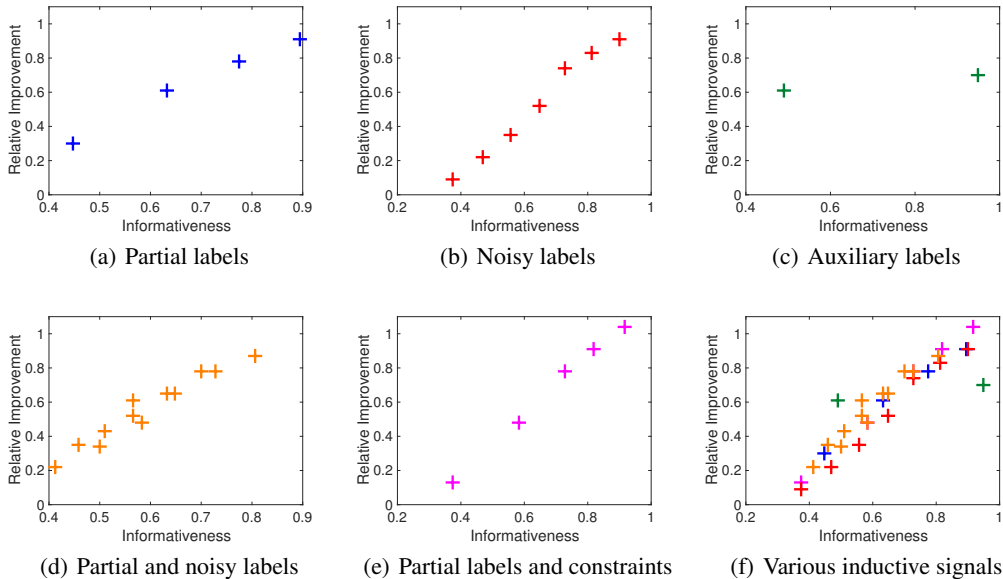 Relative Improvement
1
0.8
0.6
0.4
0.2
0
0.4 0.5 0.6 0.7 0.8 0.9
Informativeness
(a) Partial labels
Relative Improvement
1
0.8
0.6
0.4
0.2
0
0.2 0.4 0.6 0.8 1
Informativeness
(b) Noisy labels
Relative Improvement
1
0.8
0.6
0.4
0.2
0
0.4 0.6 0.8 1
Informativeness
(c) Auxiliary labels
Relative Improvement
1
0.8
0.6
0.4
0.2
0
0.4 0.5 0.6 0.7 0.8 0.9
Informativeness
(d) Partial and noisy labels
Relative Improvement
1
0.8
0.6
0.4
0.2
0
0.2 0.4 0.6 0.8 1
Informativeness
(e) Partial labels and constraints
Relative Improvement
1
0.8
0.6
0.4
0.2
0
0.2 0.4 0.6 0.8 1
Informativeness
(f) Various inductive signals